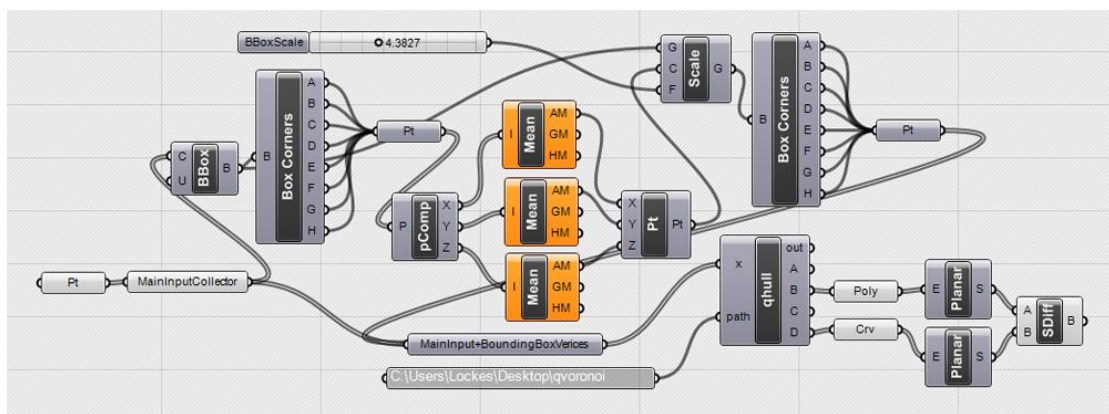 BBoxScale 4.3827
G
C
F
Scale
G
B
Box Corners
A
B
C
D
E
F
G
H
Pt
C
U
BBox
B
B
Box Corners
A
B
C
D
E
F
G
H
Pt
I
Mean
AM
GM
HM
P
pComp
X
Y
Z
I
Mean
AM
GM
HM
I
Mean
AM
GM
HM
X
Y
Z
Pt
Pt
Pt
MainInputCollector
MainInput+BoundingBoxVerices
C:\Users\Lockes\Desktop\qvoronoi
x
path
qhull
out
A
B
C
D
Poly
Crv
E
Planar
S
E
Planar
S
A
B
SDiff
B